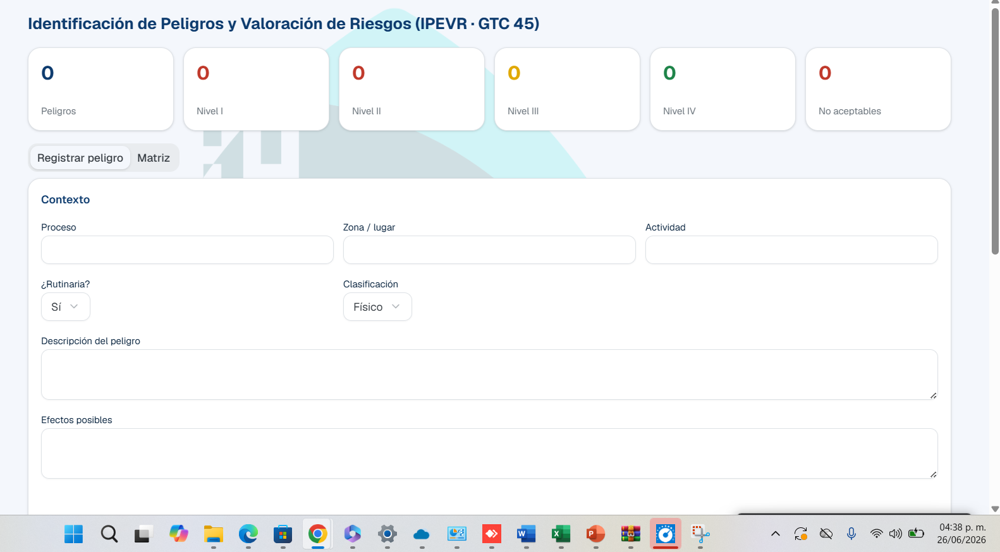 Identificación de Peligros y Valoración de Riesgos (IPEVR · GTC 45)
0
0
0
0
0
0
Peligros
Nivel I
Nivel II
Nivel III
Nivel IV
No aceptables
Registrar peligro
Matriz
Contexto
Proceso
Zona / lugar
Actividad
¿Rutinaria?
Clasificación
Sí
Físico
Descripción del peligro
Efectos posibles
04:38 p. m.
26/06/2026